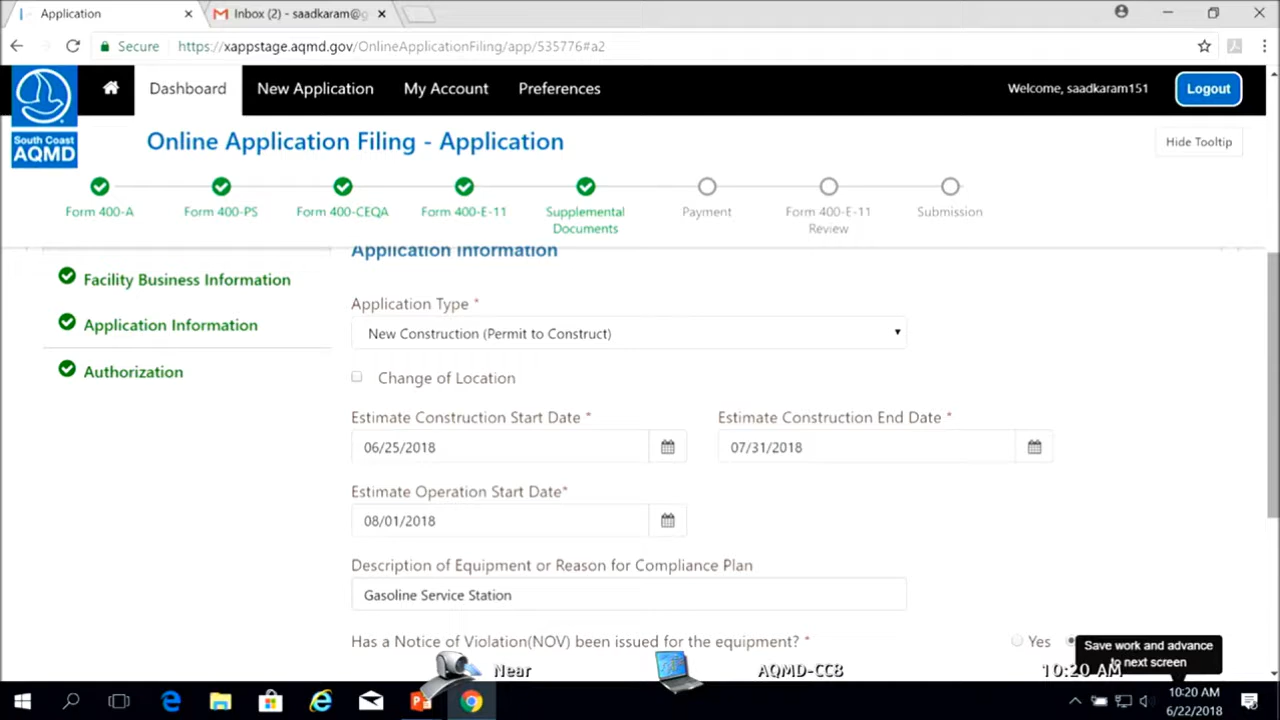 Application
Inbox (2) - saadkaram@g
Secure
https://xappstage.aqmd.gov/OnlineApplicationFiling/app/535776#a2
South Coast
AQMD
Dashboard
New Application
My Account
Preferences
Welcome, saadkaram151
Logout
Online Application Filing - Application
Hide Tooltip
Form 400-A
Form 400-PS
Form 400-CEQA
Form 400-E-11
Supplemental
Documents
Payment
Form 400-E-11
Review
Submission
Facility Business Information
Application Information
Authorization
Application Information
Application Type *
New Construction (Permit to Construct)
Change of Location
Estimate Construction Start Date *
Estimate Construction End Date *
06/25/2018
07/31/2018
Estimate Operation Start Date*
08/01/2018
Description of Equipment or Reason for Compliance Plan
Gasoline Service Station
Has a Notice of Violation(NOV) been issued for the equipment? *
Yes
Save work and advance
to next screen
Near
AQMD-CC8
10:20 AM
10:20 AM
6/22/2018